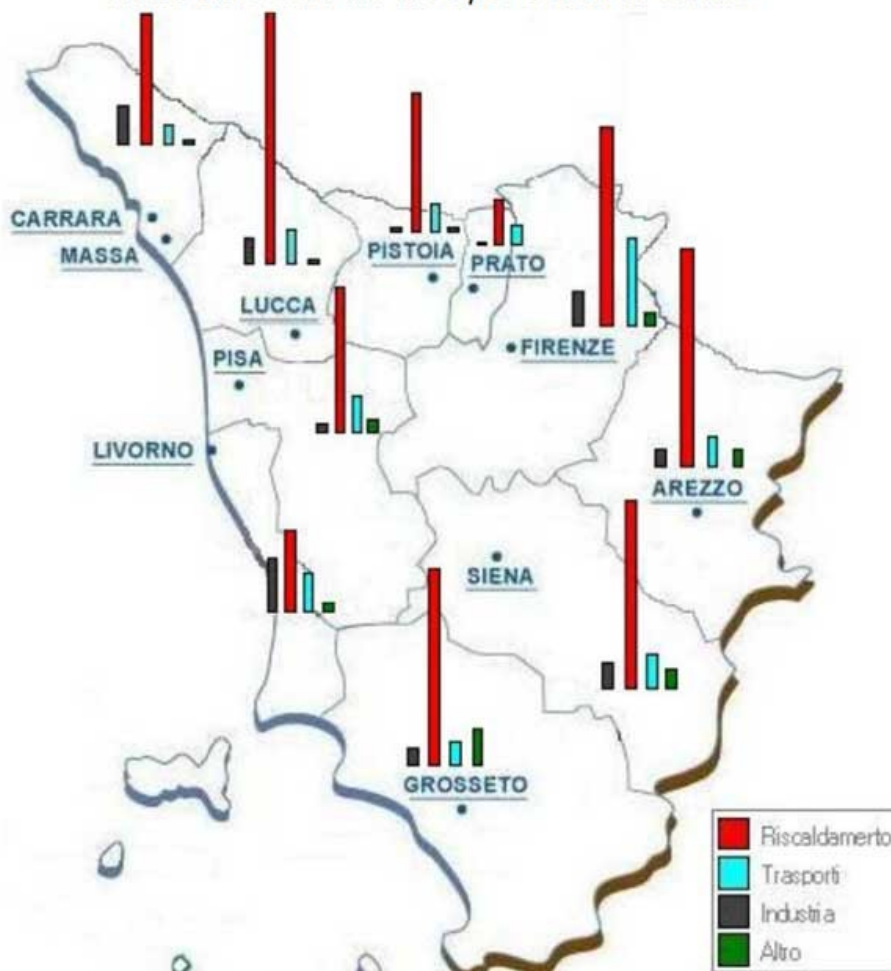 CARRARA
MASSA
PISTOIA
PRATO
LUCCA
FIRENZE
PISA
LIVORNO
AREZZO
SIENA
GROSSETO
Riscaldamento
Trasporti
Industria
Altro